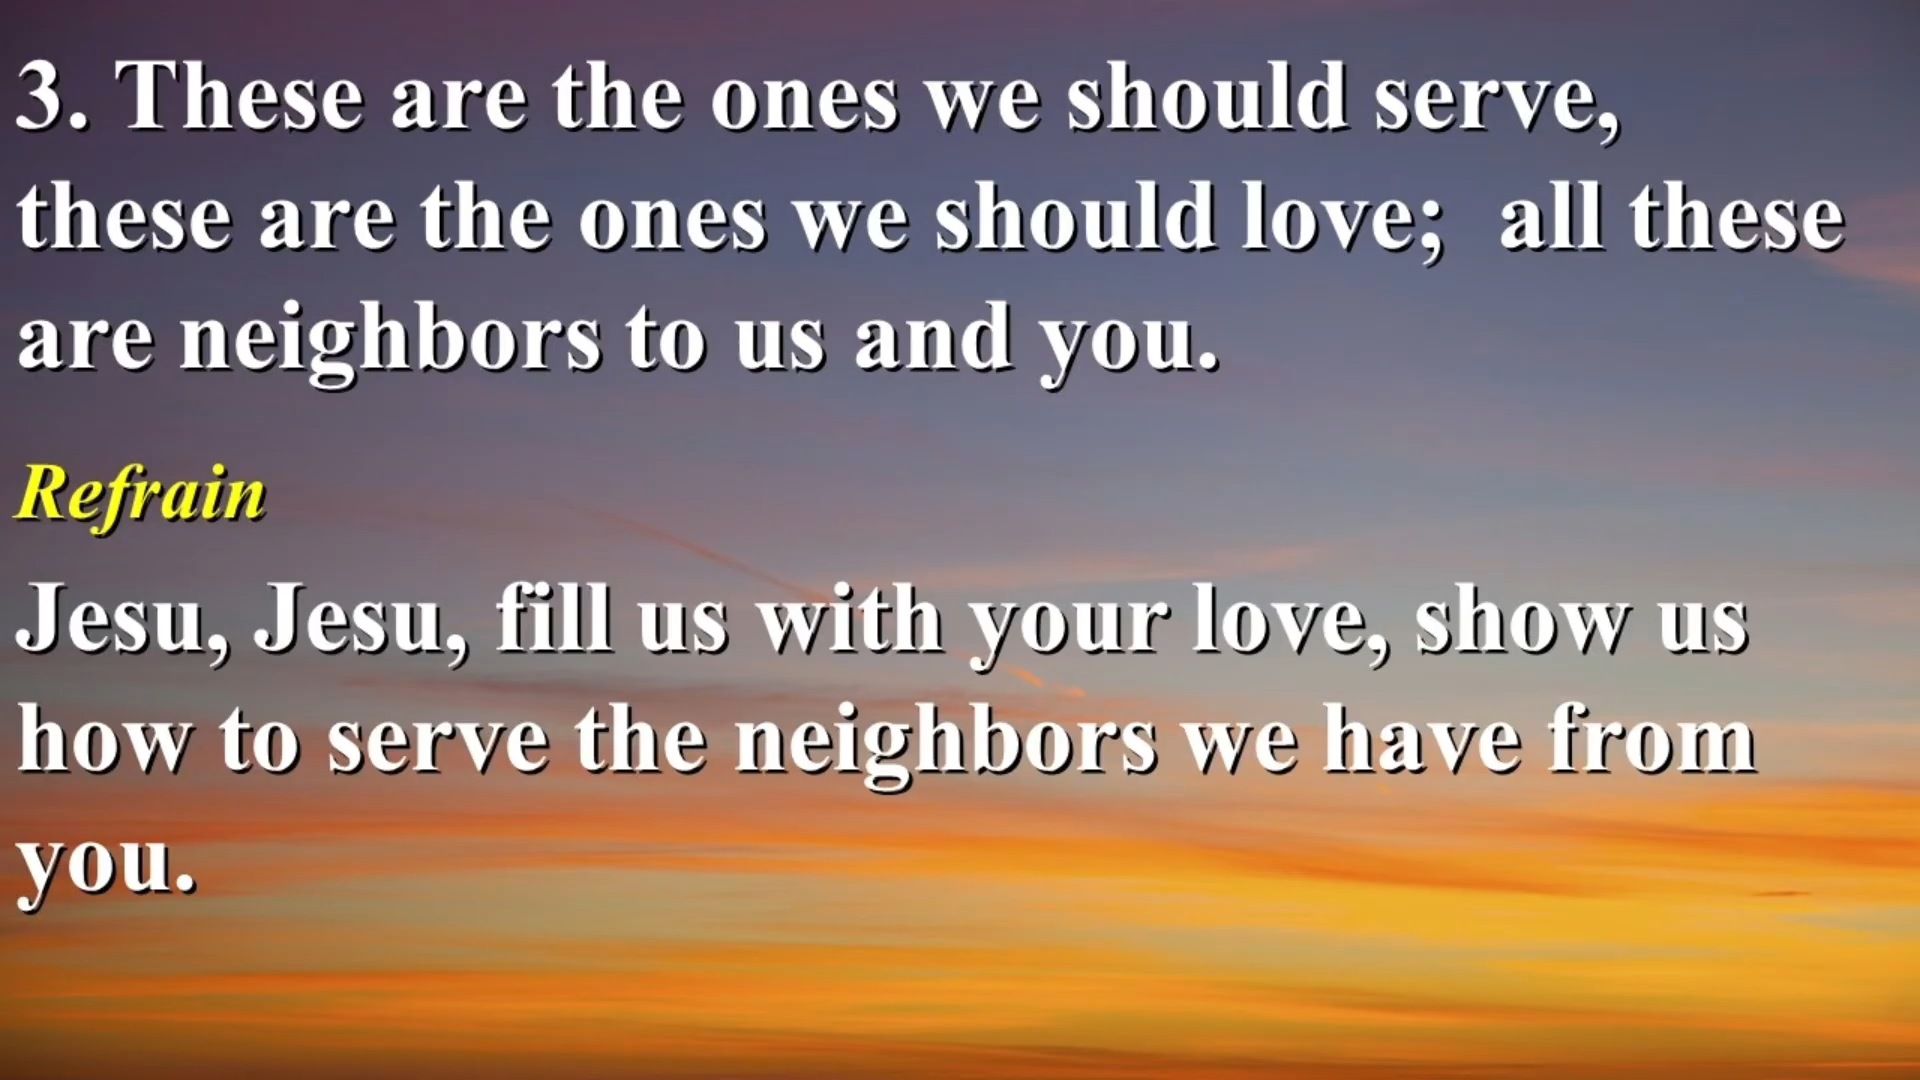 3. These are the ones we should serve,
these are the ones we should love;  all these
are neighbors to us and you.
Refrain
Jesu, Jesu, fill us with your love, show us
how to serve the neighbors we have from
you.